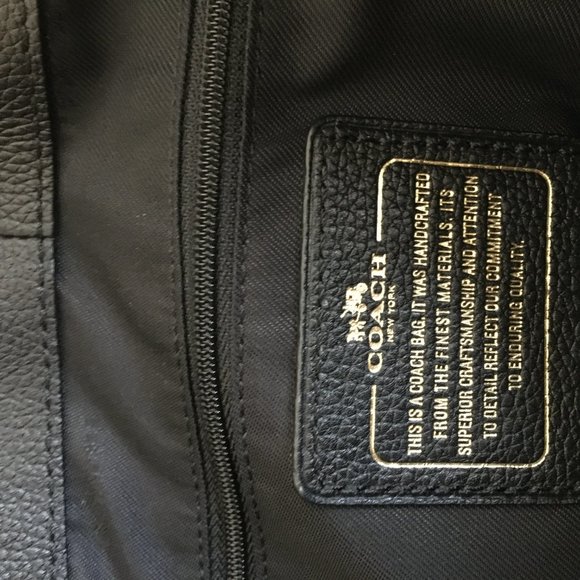 COACH
NEW YORK
THIS IS A COACH BAG. IT WAS HANDCRAFTED
FROM THE FINEST MATERIALS. ITS
SUPERIOR CRAFTSMANSHIP AND ATTENTION
TO DETAIL REFLECT OUR COMMITMENT
TO ENDURING QUALITY.